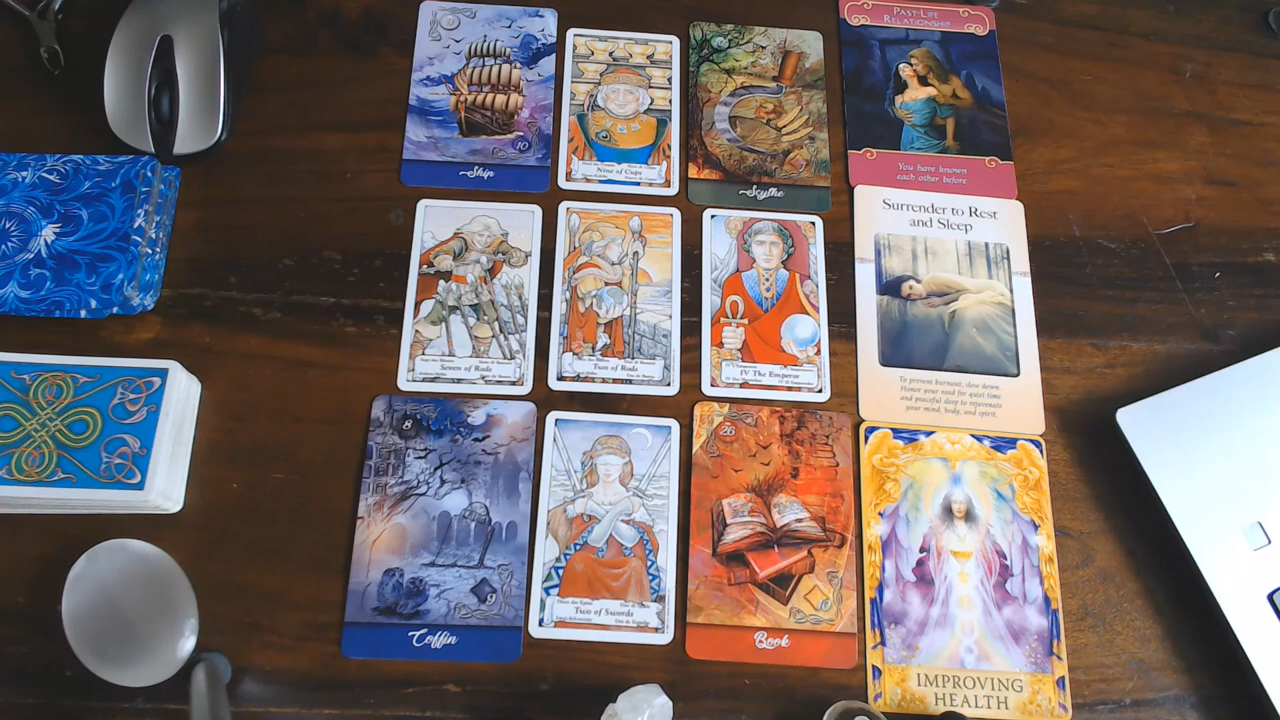 10
Ship
Nine of Cups
Scythe
PAST-LIFE
RELATIONSHIP
You have known
each other before
Seven of Rods
Two of Rods
IV The Emperor
Surrender to Rest
and Sleep
To prevent burnout, slow down.
Honor your need for quiet time
and peaceful sleep to rejuvenate
your mind, body, and spirit.
8
9
Coffin
Two of Swords
26
Book
IMPROVING
HEALTH